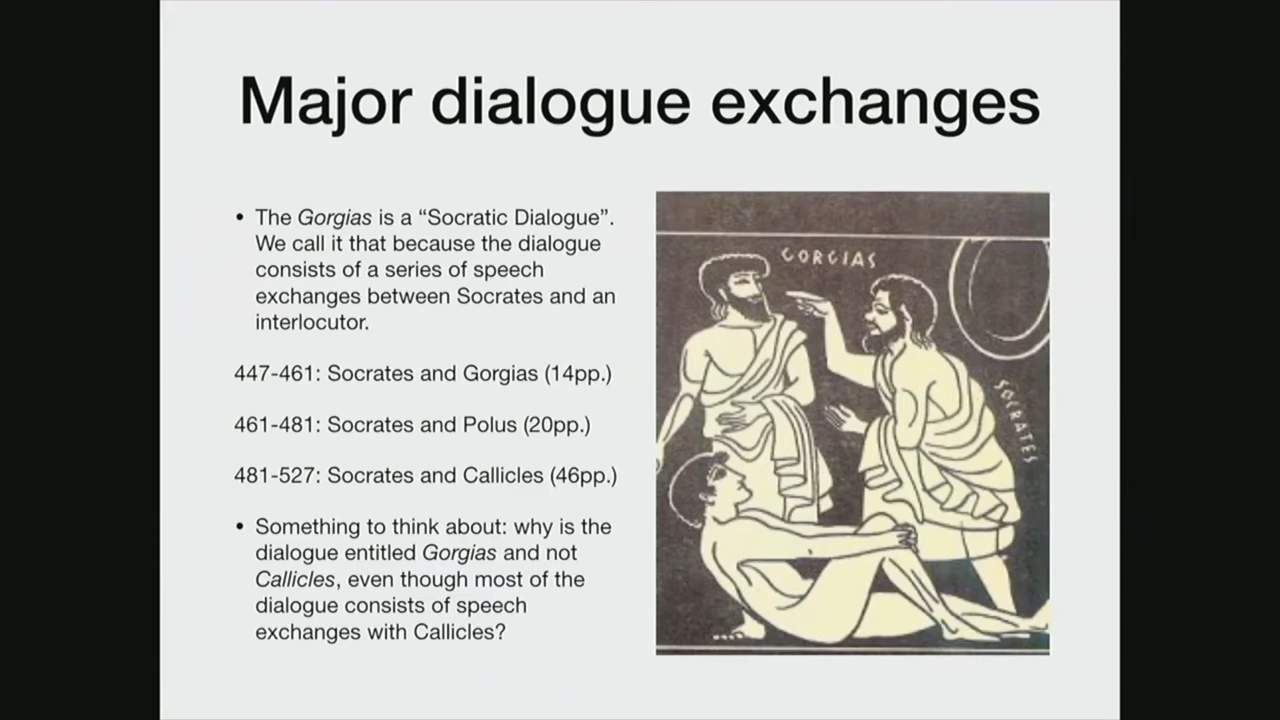 Major dialogue exchanges
• The Gorgias is a “Socratic Dialogue”.
We call it that because the dialogue
consists of a series of speech
exchanges between Socrates and an
interlocutor.
447-461: Socrates and Gorgias (14pp.)
461-481: Socrates and Polus (20pp.)
481-527: Socrates and Callicles (46pp.)
• Something to think about: why is the
dialogue entitled Gorgias and not
Callicles, even though most of the
dialogue consists of speech
exchanges with Callicles?
GORGIAS
SOCRATES